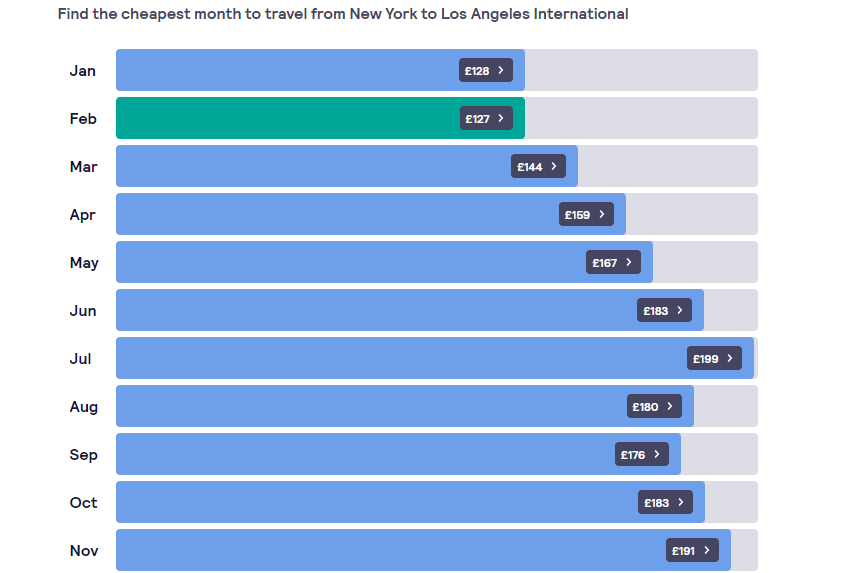 Find the cheapest month to travel from New York to Los Angeles International
Jan £128
Feb £127
Mar £144
Apr £159
May £167
Jun £183
Jul £199
Aug £180
Sep £176
Oct £183
Nov £191